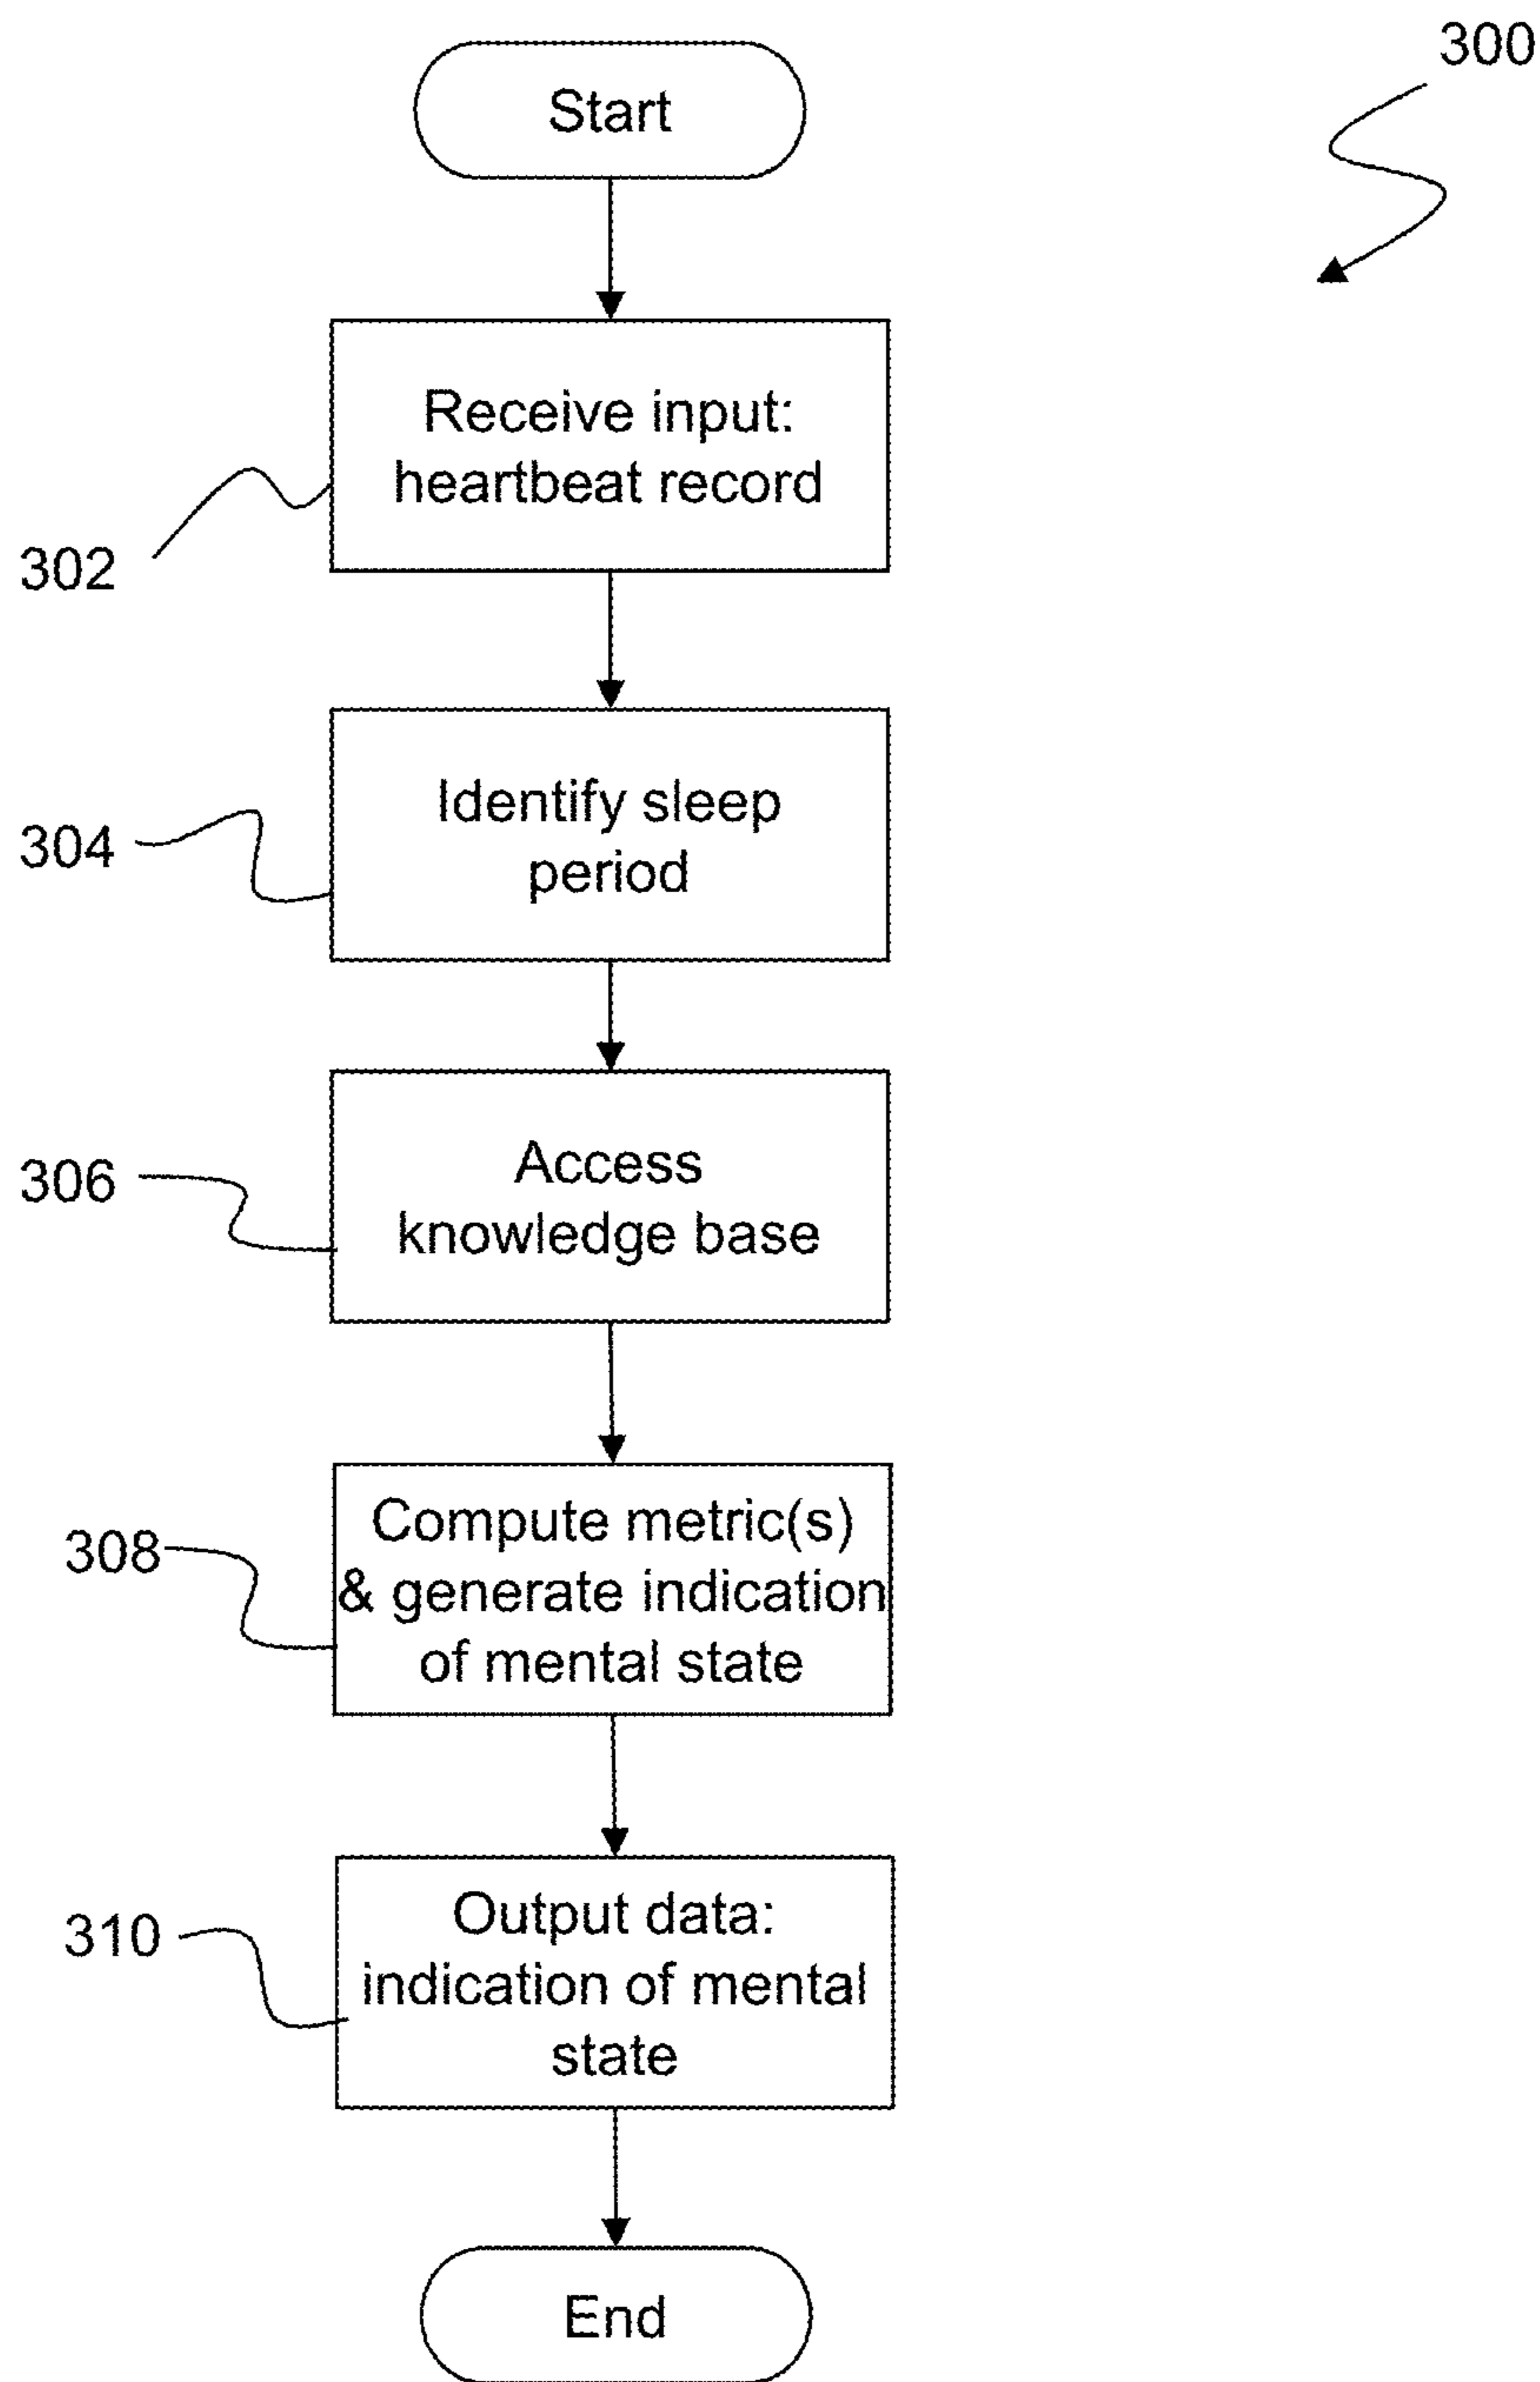 300
Start
Receive input:
heartbeat record
302
Identify sleep
period
304
Access
knowledge base
306
Compute metric(s)
& generate indication
of mental state
308
Output data:
indication of mental
state
310
End